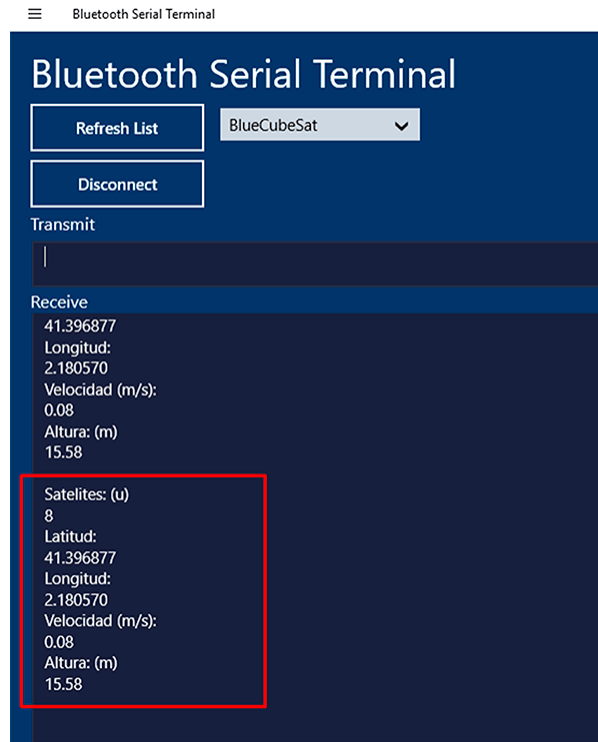 Bluetooth Serial Terminal
Bluetooth Serial Terminal
Refresh List
BlueCubeSat
Disconnect
Transmit
Receive
41.396877
Longitud:
2.180570
Velocidad (m/s):
0.08
Altura: (m)
15.58
Satelites: (u)
8
Latitud:
41.396877
Longitud:
2.180570
Velocidad (m/s):
0.08
Altura: (m)
15.58